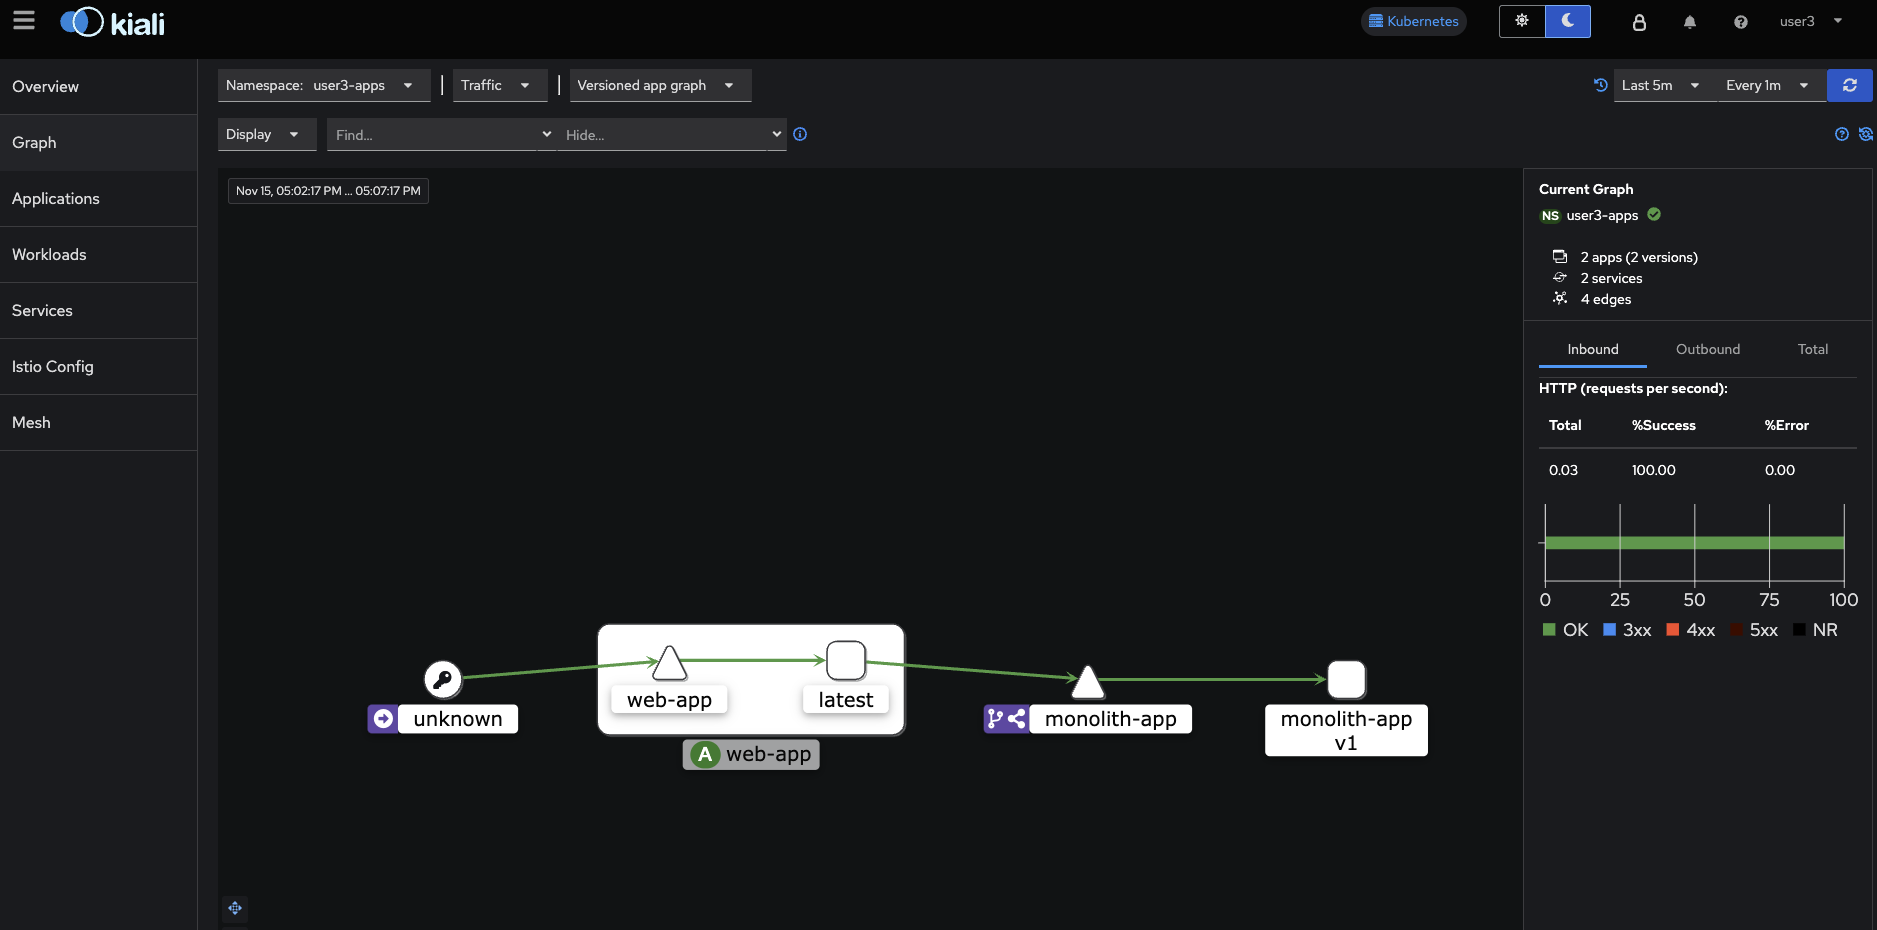 kiali
Kubernetes
user3
Overview
Graph
Applications
Workloads
Services
Istio Config
Mesh
Namespace: user3-apps
Traffic
Versioned app graph
Last 5m
Every 1m
Display
Find...
Hide...
Nov 15, 05:02:17 PM ... 05:07:17 PM
unknown
web-app
latest
A web-app
monolith-app
monolith-app
v1
Current Graph
NS user3-apps
2 apps (2 versions)
2 services
4 edges
Inbound
Outbound
Total
HTTP (requests per second):
Total %Success %Error
0.03 100.00 0.00
0 25 50 75 100
OK 3xx 4xx 5xx NR